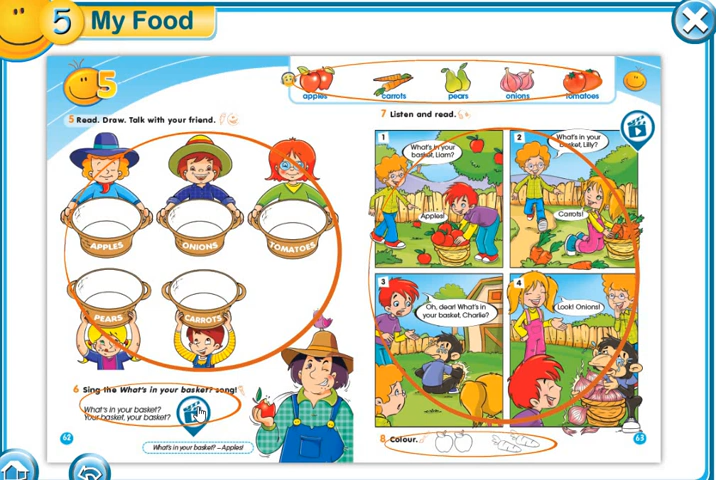 5 My Food
5
apples carrots pears onions tomatoes
5 Read. Draw. Talk with your friend.
APPLES
ONIONS
TOMATOES
PEARS
CARROTS
6 Sing the What's in your basket? song!
What's in your basket?
Your basket, your basket?
What's in your basket? – Apples!
62
7 Listen and read.
1
What's in your
basket, Liam?
Apples!
2
What's in your
basket, Lilly?
Carrots!
3
Oh, dear! What's in
your basket, Charlie?
4
Look! Onions!
8 Colour.
63